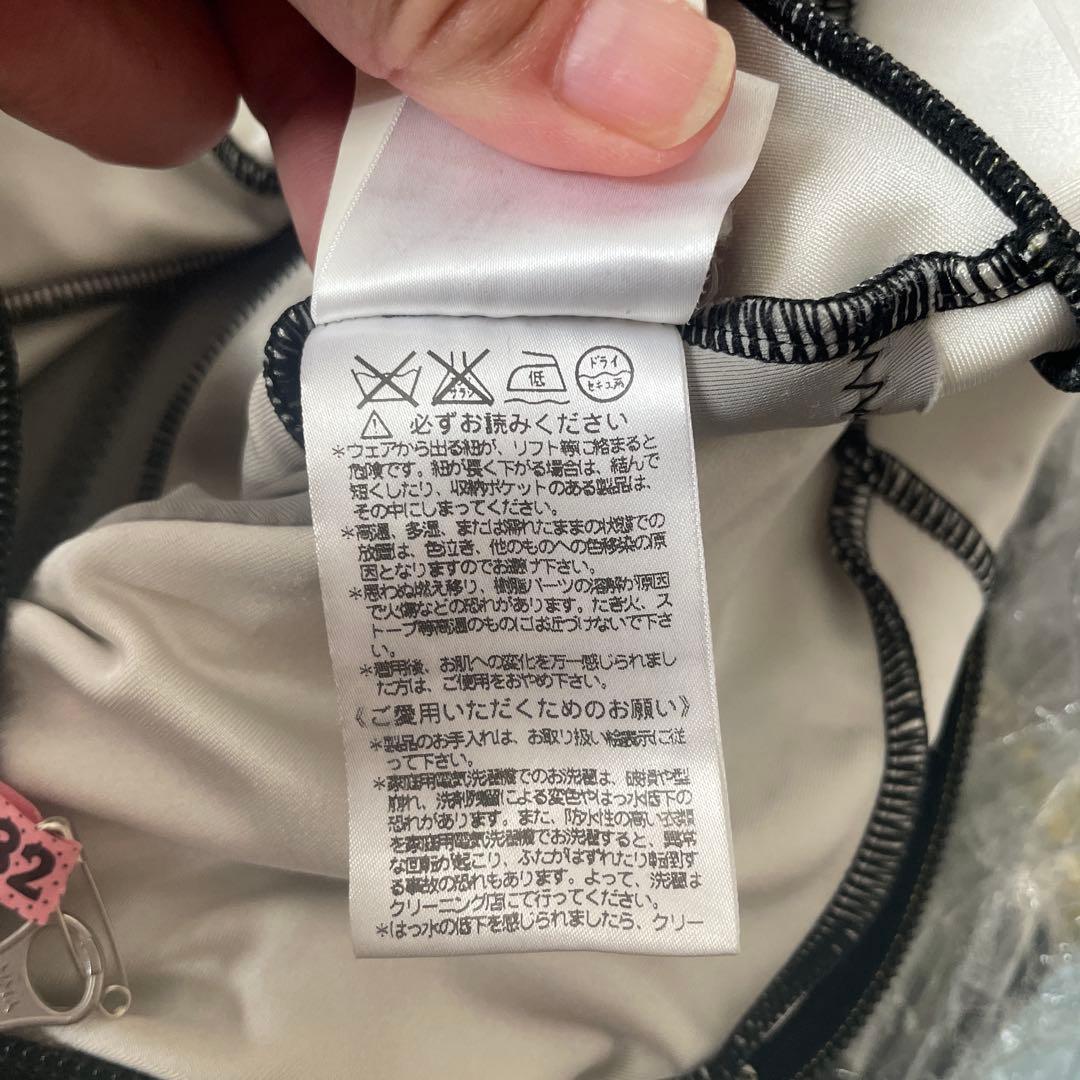 エンソ サラシ
低
ドライ
セキユ系
必ずお読みください
*ウェアから出る紐が、リフト等に絡まると
危険です。紐が長く下がる場合は、結んで
短くしたり、収納ポケットのある製品は、
その中にしまってください。
*高温、多湿、または濡れたままの状態での
放置は、色泣き、他のものへの色移染の原
因となりますのでお避け下さい。
*思わぬ燃え移り、樹脂パーツの溶解が原因
で火傷などの恐れがあります。たき火、ス
トーブ等高温のものにはお近づけないで下さ
い。
*着用後、お肌への変化を万一感じられまし
た方は、ご使用をおやめ下さい。
《ご愛用いただくためのお願い》
*製品のお手入れは、お取り扱い絵表示に従
って下さい。
*家庭用電気洗濯機でのお洗濯は、破損や型
崩れ、洗剤残留による変色やはっ水低下の
恐れがあります。また、防水性の高い衣類
を家庭用電気洗濯機でお洗濯すると、異常
な回転が起こり、ふたがはずれたり転倒す
る事故の恐れもあります。よって、洗濯は
クリーニング店にて行ってください。
*はっ水の低下を感じられましたら、クリー
32